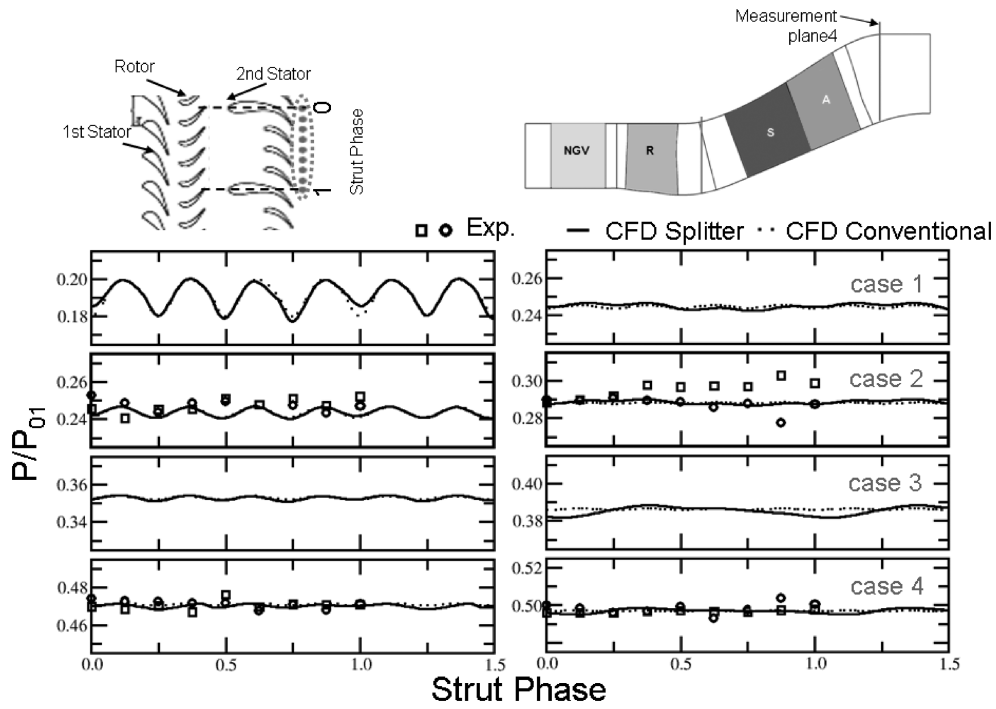 Measurement
plane4
Rotor
2nd Stator
1st Stator
0
1
Strut Phase
NGV
R
S
A
Exp.
CFD Splitter
CFD Conventional
P/P01
0.20
0.18
0.26
0.24
0.36
0.34
0.48
0.46
0.0
0.5
1.0
1.5
case 1
0.26
0.24
case 2
0.30
0.28
case 3
0.40
0.38
case 4
0.52
0.50
0.0
0.5
1.0
1.5
Strut Phase